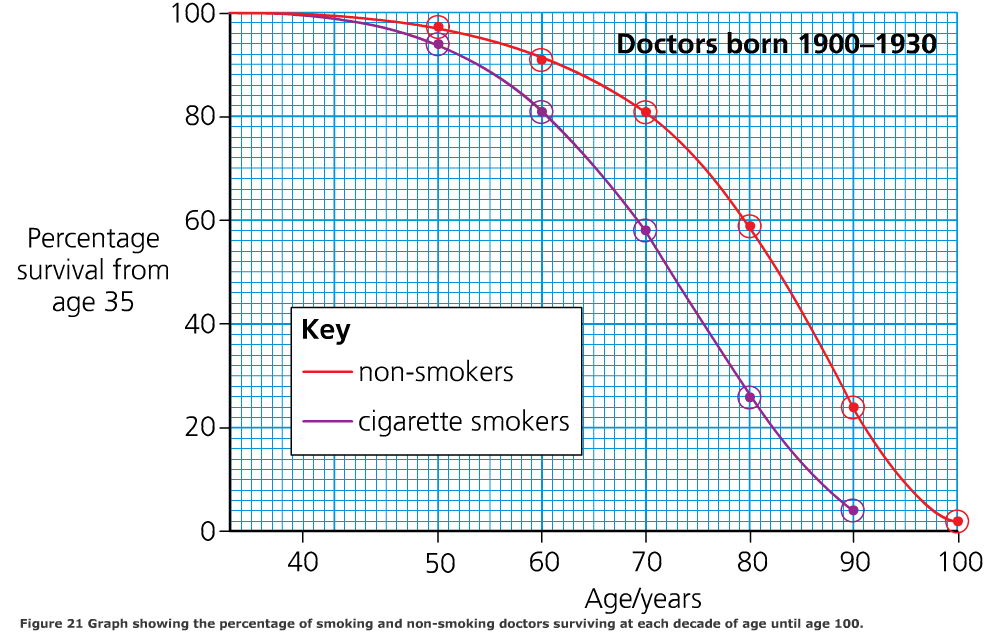 Doctors born 1900–1930
100
80
60
40
20
0
Percentage
survival from
age 35
Key
non-smokers
cigarette smokers
40 50 60 70 80 90 100
Age/years
Figure 21 Graph showing the percentage of smoking and non-smoking doctors surviving at each decade of age until age 100.